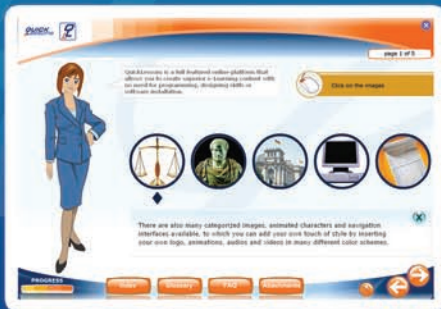 QUICK
page 1 of 5
QuickLessons is a full featured online platform that
allows you to create superior e-learning content with
no need for programming, designing skills or
software installation.
Click on the images
There are also many categorized images, animated characters and navigation
interfaces available, to which you can add your own touch of style by inserting
your own logo, animations, audios and videos in many different color schemes.
PROGRESS
Glossary
FAQ
Attachments